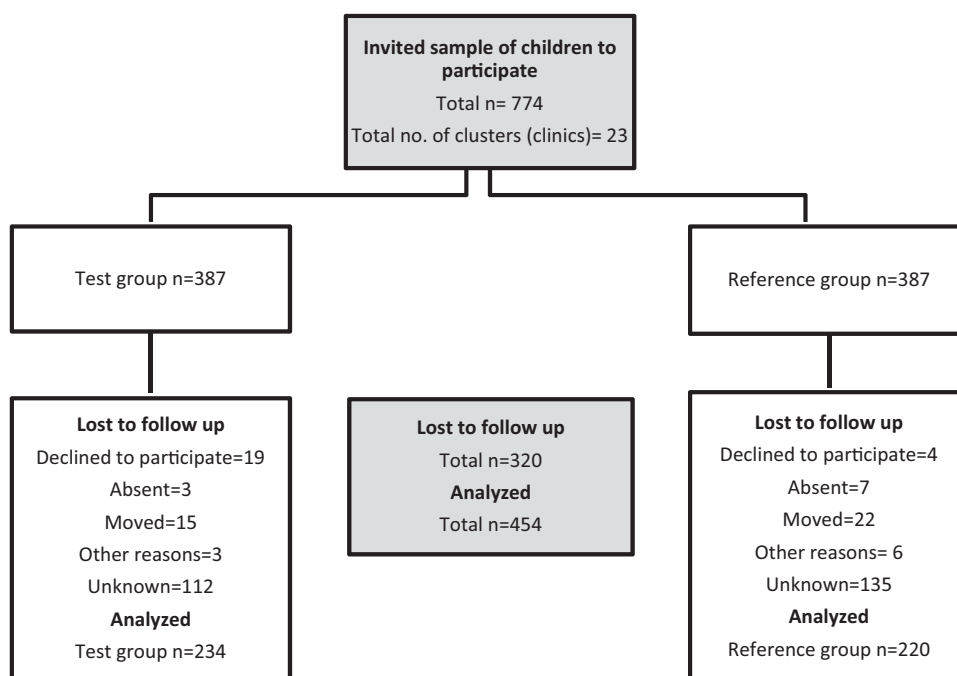 Invited sample of children to
participate
Total n= 774
Total no. of clusters (clinics)= 23
Test group n=387
Reference group n=387
Lost to follow up
Declined to participate=19
Absent=3
Moved=15
Other reasons=3
Unknown=112
Analyzed
Test group n=234
Lost to follow up
Total n=320
Analyzed
Total n=454
Lost to follow up
Declined to participate=4
Absent=7
Moved=22
Other reasons= 6
Unknown=135
Analyzed
Reference group n=220